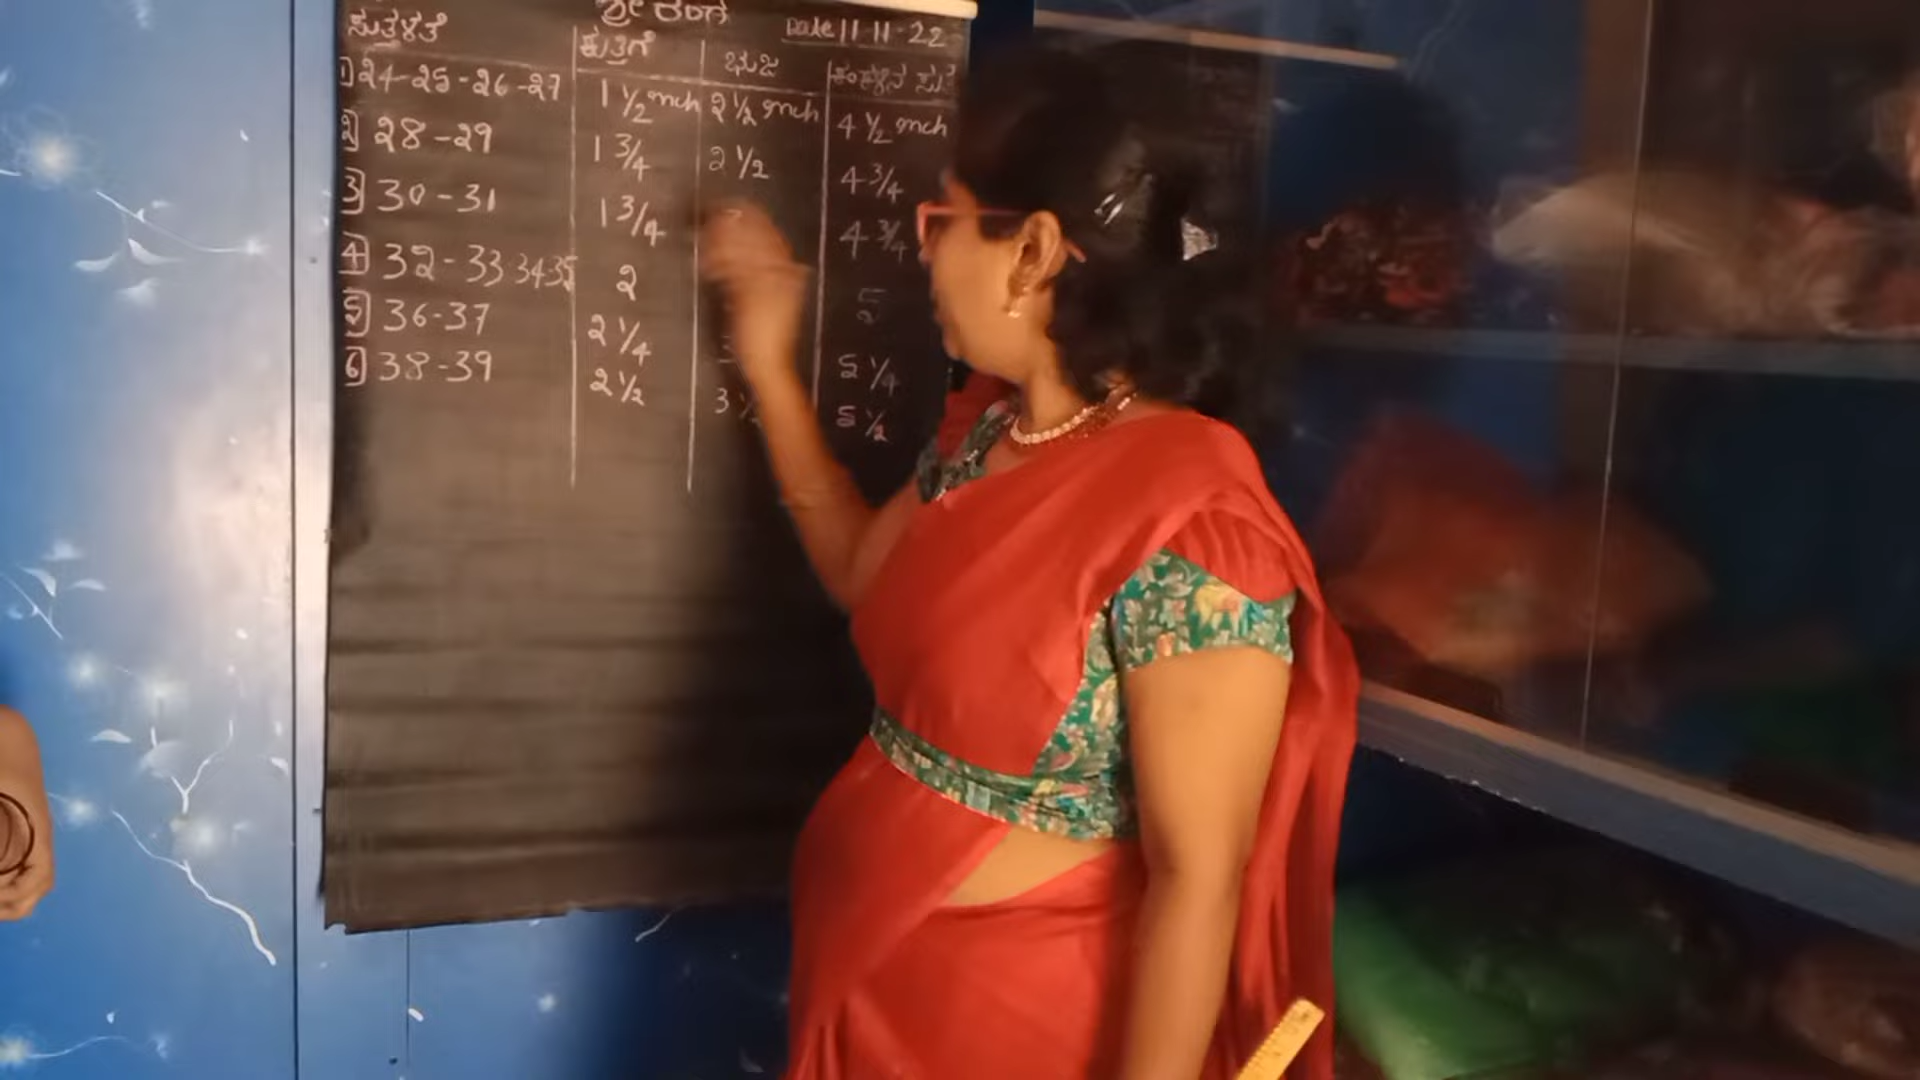 ಶ್ರೀ
Date 11-11-22
ಸುತ್ತಳತೆ ಕುತ್ತಿಗೆ ಭುಜ
1] 24-25-26-27 1 1/2 inch 2 1/2 inch 4 1/2 inch
2] 28-29 1 3/4 2 1/2 4 3/4
3] 30-31 1 3/4 4 3/4
4] 32-33-34-35 2 5
5] 36-37 2 1/4 5 1/4
6] 38-39 2 1/2 3 5 1/2